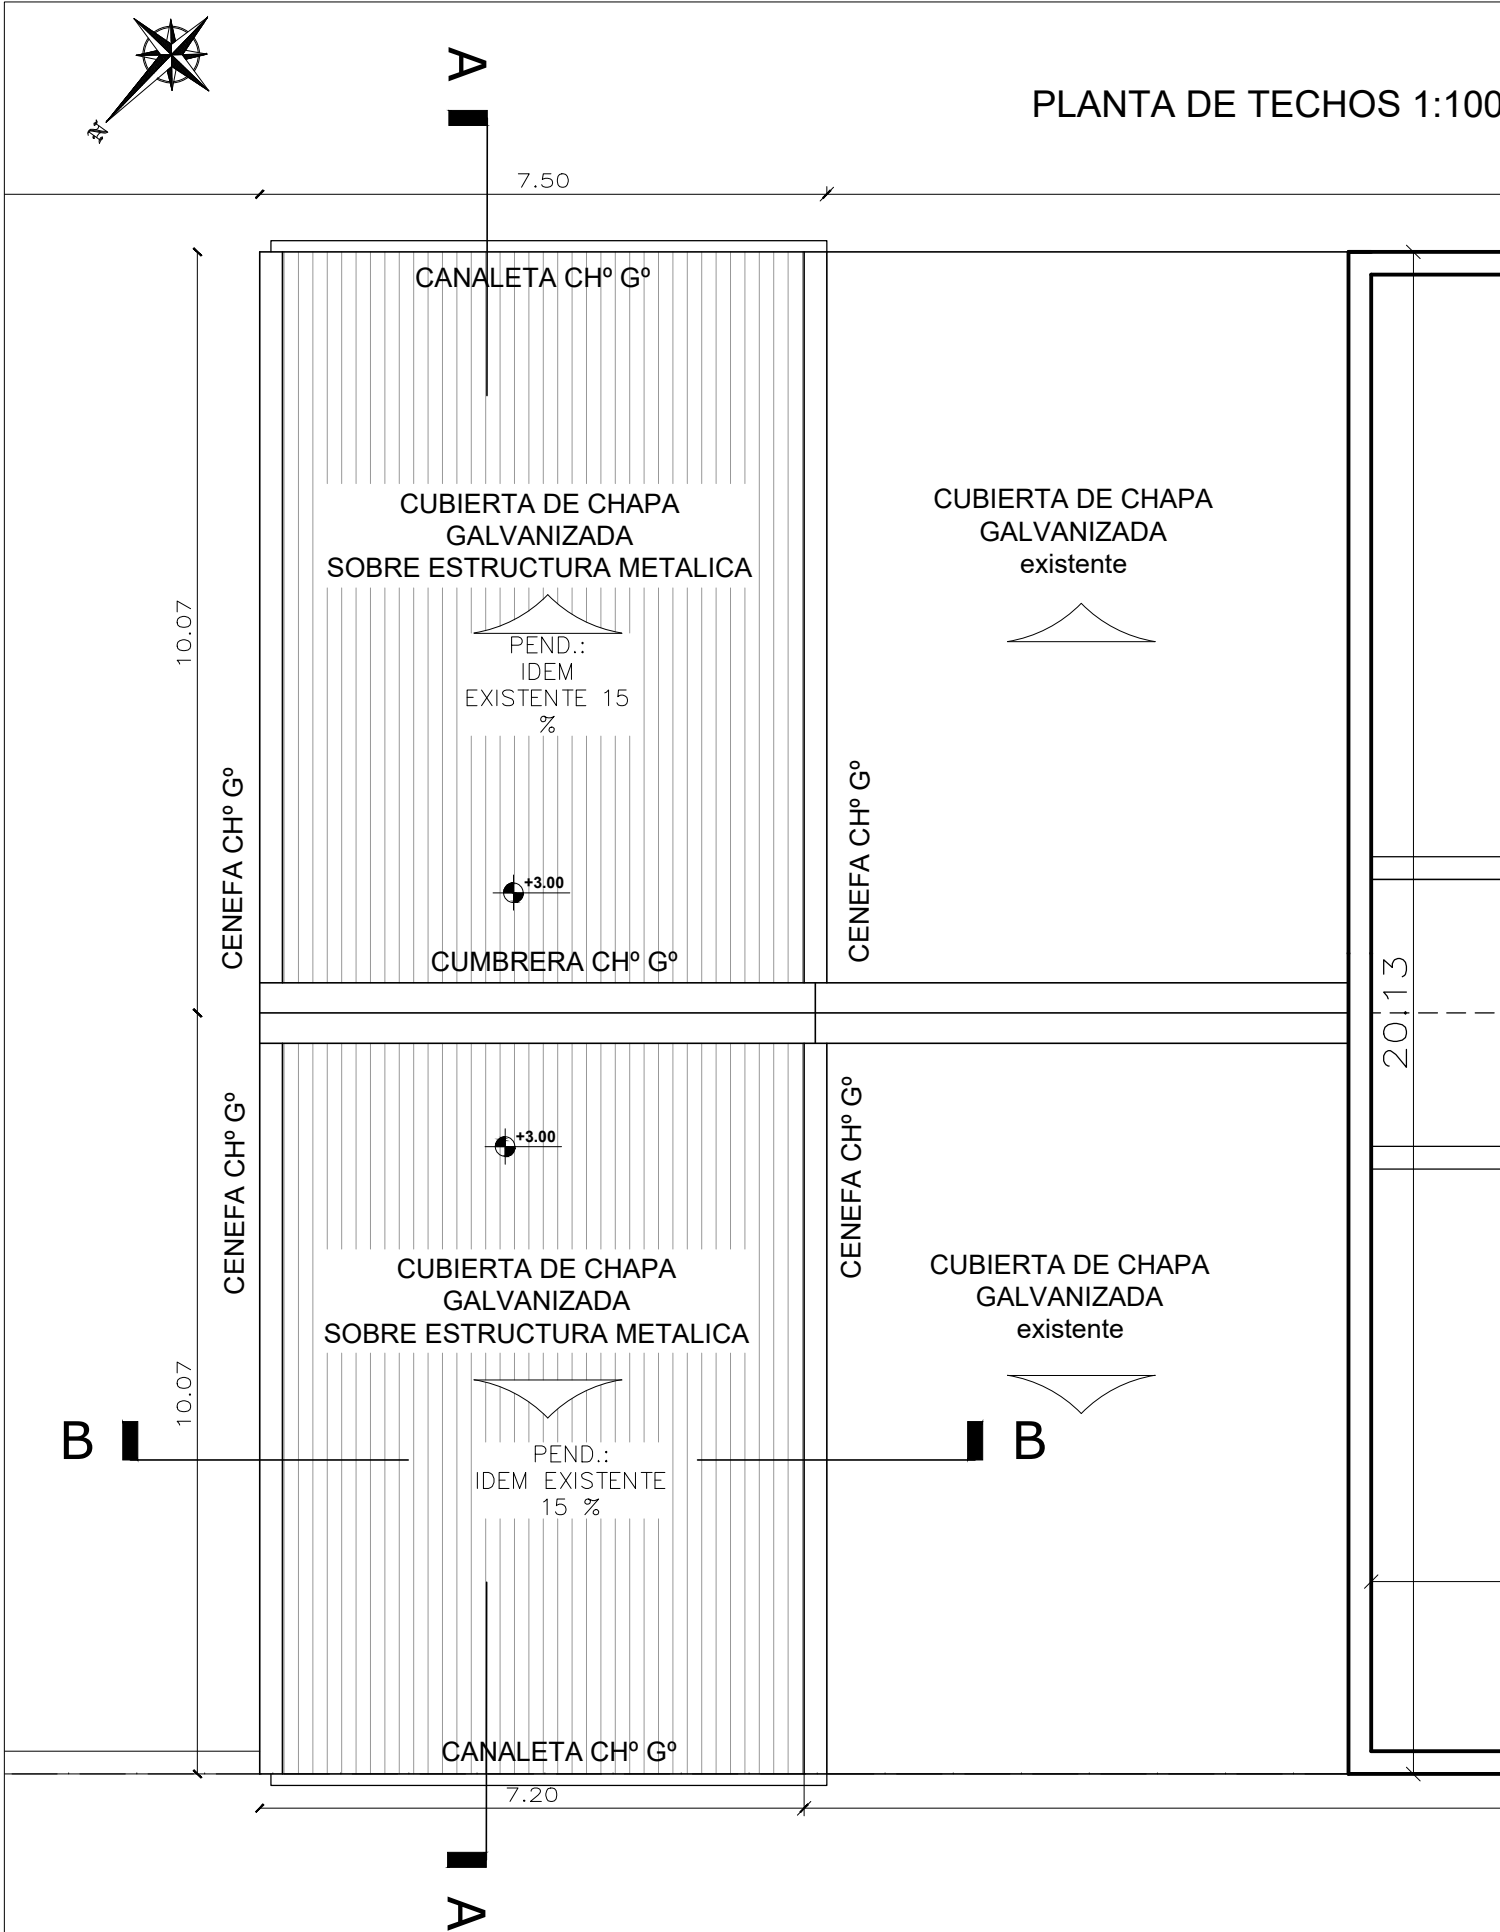 N
A
PLANTA DE TECHOS 1:100
7.50
CANALETA CHº Gº
CUBIERTA DE CHAPA
GALVANIZADA
SOBRE ESTRUCTURA METALICA
CUBIERTA DE CHAPA
GALVANIZADA
existente
10.07
PEND.:
IDEM
EXISTENTE 15
%
CENEFA CHº Gº
CENEFA CHº Gº
+3.00
CUMBRERA CHº Gº
20.13
CENEFA CHº Gº
CENEFA CHº Gº
+3.00
CUBIERTA DE CHAPA
GALVANIZADA
SOBRE ESTRUCTURA METALICA
CUBIERTA DE CHAPA
GALVANIZADA
existente
10.07
B
B
PEND.:
IDEM EXISTENTE
15 %
CANALETA CHº Gº
7.20
A